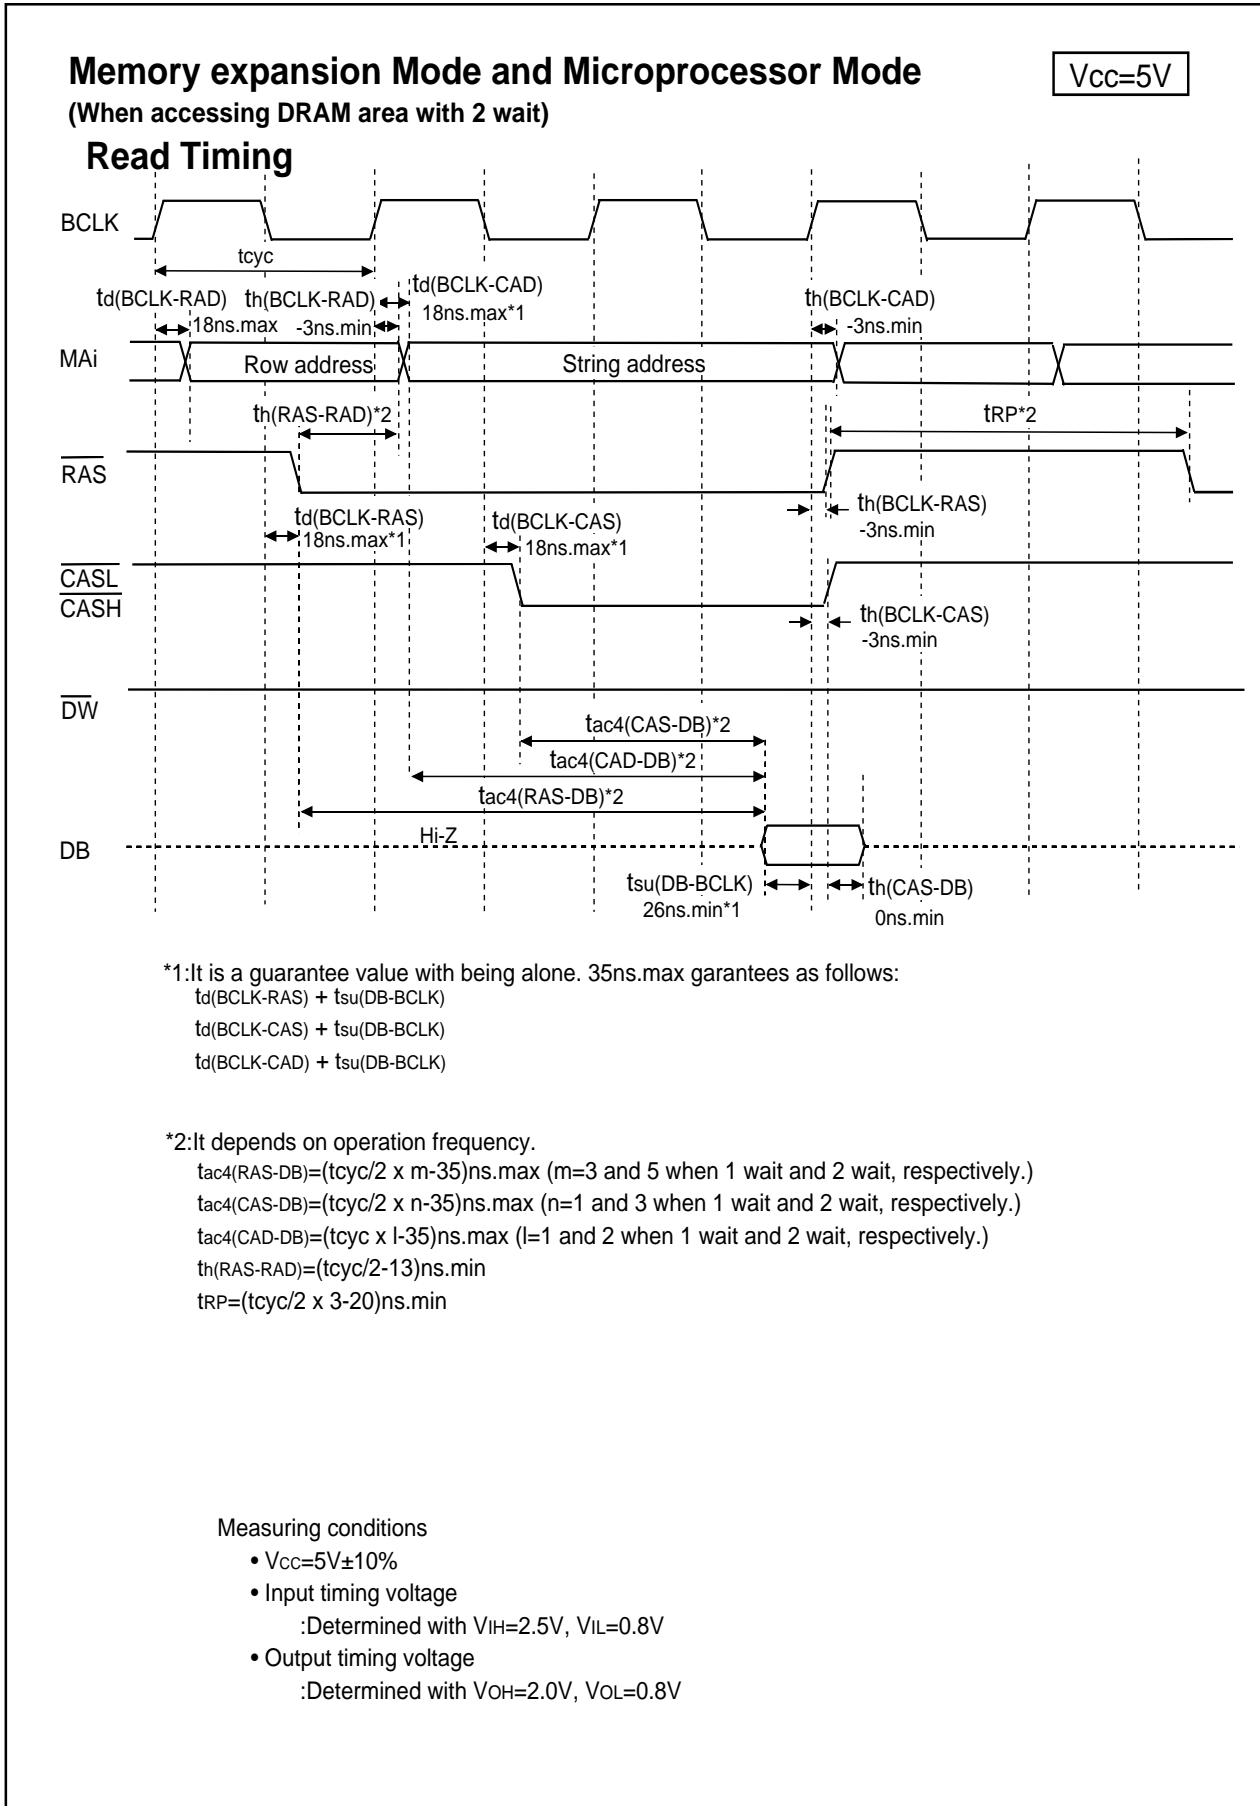 Memory expansion Mode and Microprocessor Mode
Vcc=5V
(When accessing DRAM area with 2 wait)
Read Timing
BCLK
tcyc
td(BCLK-RAD)
18ns.max
th(BCLK-RAD)
-3ns.min
td(BCLK-CAD)
18ns.max*1
th(BCLK-CAD)
-3ns.min
MAi
Row address
String address
th(RAS-RAD)*2
tRP*2
RAS
td(BCLK-RAS)
18ns.max*1
td(BCLK-CAS)
18ns.max*1
th(BCLK-RAS)
-3ns.min
CASL
CASH
th(BCLK-CAS)
-3ns.min
DW
tac4(CAS-DB)*2
tac4(CAD-DB)*2
tac4(RAS-DB)*2
Hi-Z
DB
tsu(DB-BCLK)
26ns.min*1
th(CAS-DB)
0ns.min
*1:It is a guarantee value with being alone. 35ns.max garantees as follows:
td(BCLK-RAS) + tsu(DB-BCLK)
td(BCLK-CAS) + tsu(DB-BCLK)
td(BCLK-CAD) + tsu(DB-BCLK)
*2:It depends on operation frequency.
tac4(RAS-DB)=(tcyc/2 x m-35)ns.max (m=3 and 5 when 1 wait and 2 wait, respectively.)
tac4(CAS-DB)=(tcyc/2 x n-35)ns.max (n=1 and 3 when 1 wait and 2 wait, respectively.)
tac4(CAD-DB)=(tcyc x l-35)ns.max (l=1 and 2 when 1 wait and 2 wait, respectively.)
th(RAS-RAD)=(tcyc/2-13)ns.min
tRP=(tcyc/2 x 3-20)ns.min
Measuring conditions
• VCC=5V±10%
• Input timing voltage
:Determined with VIH=2.5V, VIL=0.8V
• Output timing voltage
:Determined with VOH=2.0V, VOL=0.8V